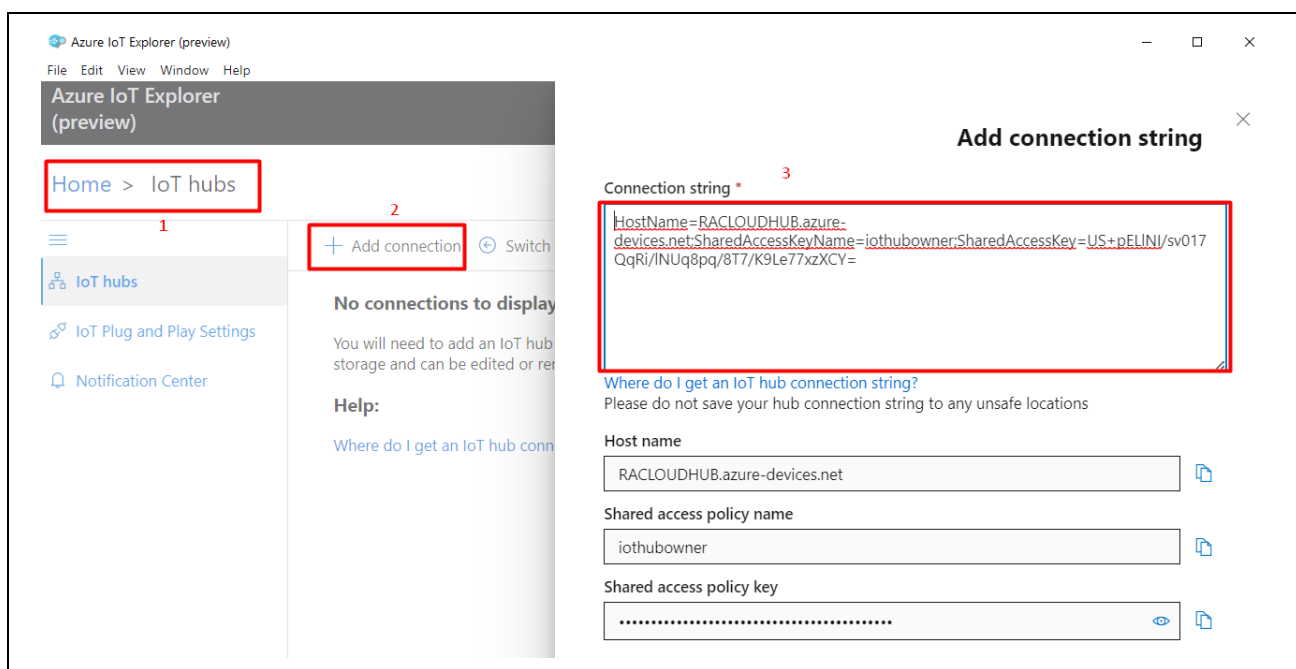 Azure IoT Explorer (preview)
File Edit View Window Help
Azure IoT Explorer
(preview)
Home > IoT hubs
1
2
+ Add connection
Switch
IoT hubs
IoT Plug and Play Settings
Notification Center
No connections to display
You will need to add an IoT hub
storage and can be edited or re
Help:
Where do I get an IoT hub conn
Add connection string
3
Connection string *
HostName=RACLOUDHUB.azure-
devices.net;SharedAccessKeyName=iothubowner;SharedAccessKey=US+pELlNI/sv017
QqRi/lNUq8pq/8T7/K9Le77xzXCY=
Where do I get an IoT hub connection string?
Please do not save your hub connection string to any unsafe locations
Host name
RACLOUDHUB.azure-devices.net
Shared access policy name
iothubowner
Shared access policy key